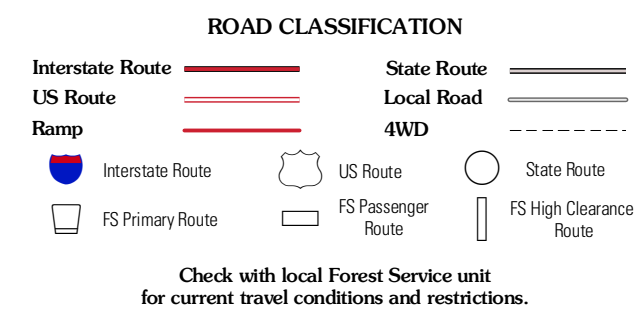 ROAD CLASSIFICATION
Interstate Route
State Route
US Route
Local Road
Ramp
4WD
Interstate Route
US Route
State Route
FS Primary Route
FS Passenger
Route
FS High Clearance
Route
Check with local Forest Service unit
for current travel conditions and restrictions.